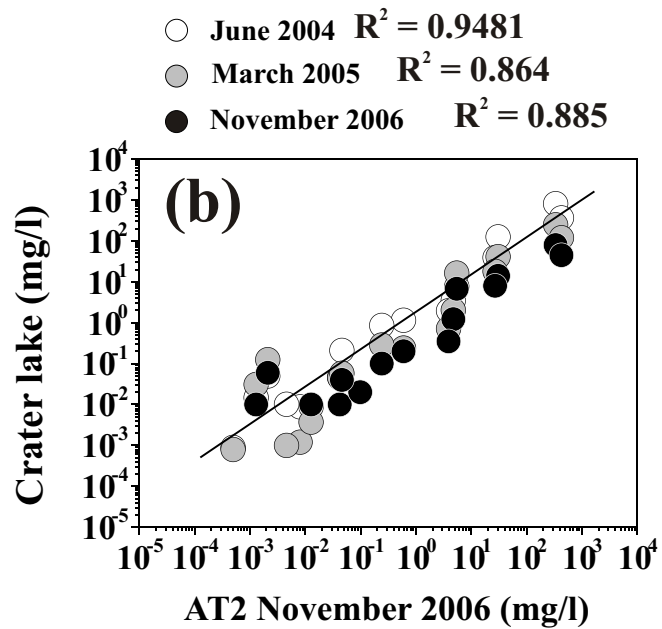 June 2004 R² = 0.9481
March 2005 R² = 0.864
November 2006 R² = 0.885
(b)
Crater lake (mg/l)
10⁴
10³
10²
10¹
10⁰
10⁻¹
10⁻²
10⁻³
10⁻⁴
10⁻⁵
10⁻⁵ 10⁻⁴ 10⁻³ 10⁻² 10⁻¹ 10⁰ 10¹ 10² 10³ 10⁴
AT2 November 2006 (mg/l)